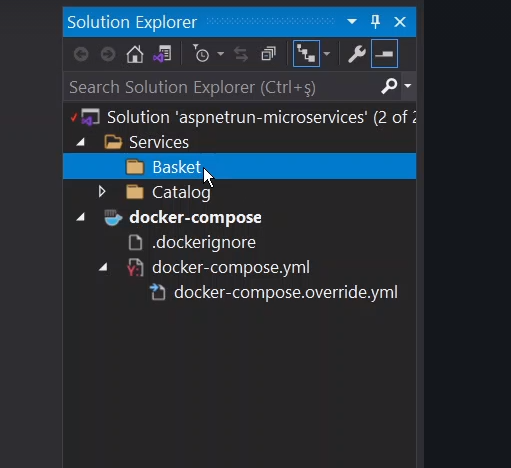 Solution Explorer
Search Solution Explorer (Ctrl+ş)
Solution 'aspnetrun-microservices' (2 of 2
Services
Basket
Catalog
docker-compose
.dockerignore
docker-compose.yml
docker-compose.override.yml